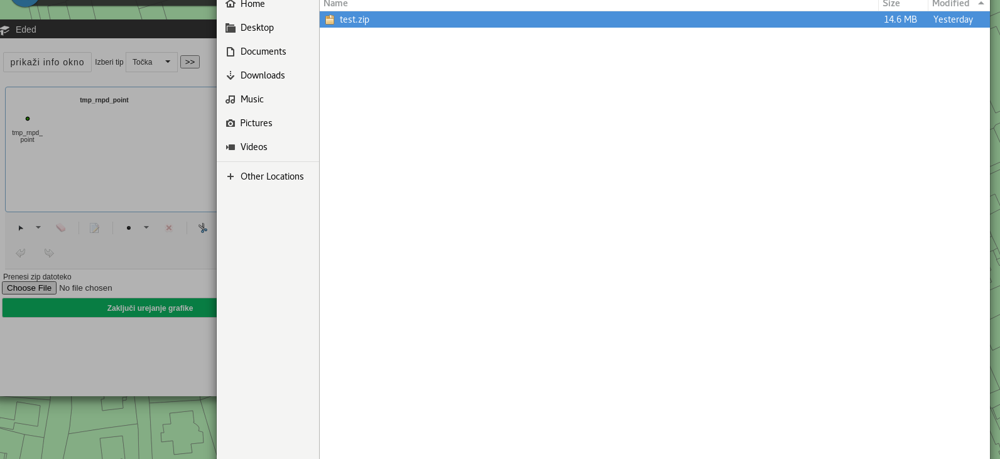 Eded
prikaži info okno Izberi tip Točka >>
tmp_rnpd_point
tmp_rnpd_
point
Prenesi zip datoteko
Choose File No file chosen
Zaključi urejanje grafike
Home
Desktop
Documents
Downloads
Music
Pictures
Videos
Other Locations
Name Size Modified
test.zip 14.6 MB Yesterday